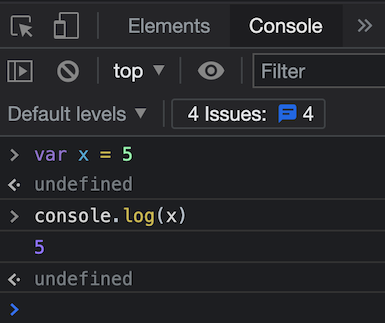 Elements Console
top Filter
Default levels 4 Issues: 4
var x = 5
undefined
console.log(x)
5
undefined